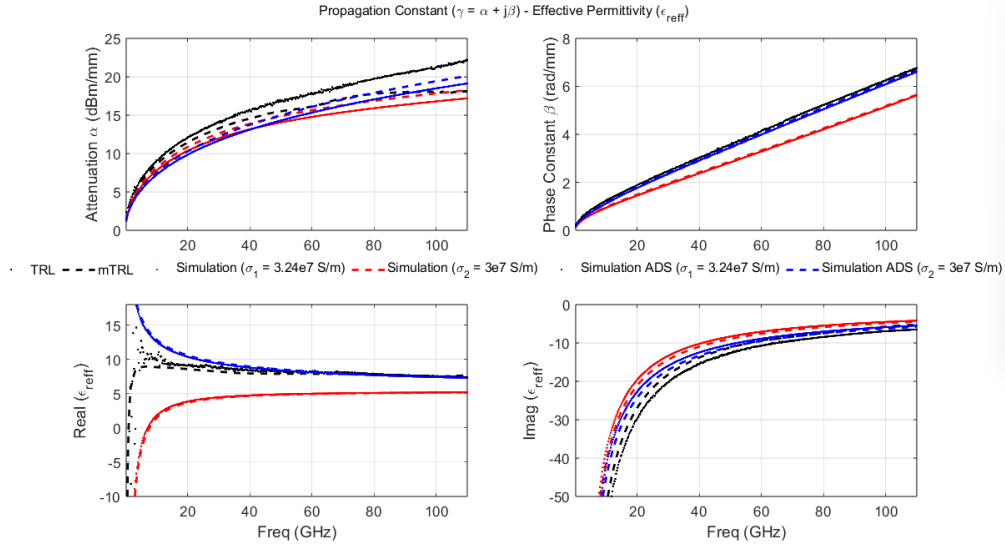 Propagation Constant (γ = α + jβ) - Effective Permittivity (ϵreff)
Attenuation α (dBm/mm)
25
20
15
10
5
0
20 40 60 80 100
Phase Constant β (rad/mm)
8
6
4
2
0
20 40 60 80 100
TRL mTRL Simulation (σ1 = 3.24e7 S/m) Simulation (σ2 = 3e7 S/m) Simulation ADS (σ1 = 3.24e7 S/m) Simulation ADS (σ2 = 3e7 S/m)
Real (ϵreff)
15
10
5
0
-5
-10
20 40 60 80 100
Freq (GHz)
Imag (ϵreff)
0
-10
-20
-30
-40
-50
20 40 60 80 100
Freq (GHz)